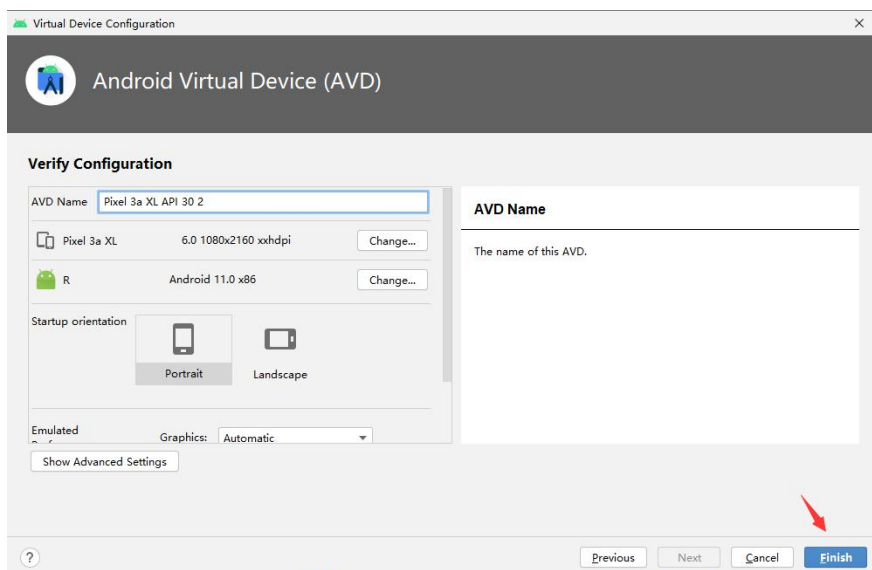 Virtual Device Configuration
Android Virtual Device (AVD)
Verify Configuration
AVD Name Pixel 3a XL API 30 2
Pixel 3a XL 6.0 1080x2160 xxhdpi Change...
R Android 11.0 x86 Change...
Startup orientation
Portrait Landscape
Emulated
Graphics: Automatic
Show Advanced Settings
AVD Name
The name of this AVD.
? Previous Next Cancel Finish